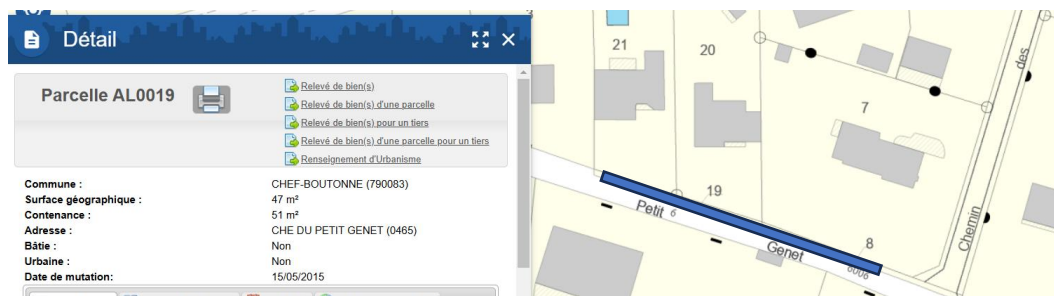 Détail
Parcelle AL0019
Relevé de bien(s)
Relevé de bien(s) d'une parcelle
Relevé de bien(s) pour un tiers
Relevé de bien(s) d'une parcelle pour un tiers
Renseignement d'Urbanisme
Commune : CHEF-BOUTONNE (790083)
Surface géographique : 47 m²
Contenance : 51 m²
Adresse : CHE DU PETIT GENET (0465)
Bâtie : Non
Urbaine : Non
Date de mutation: 15/05/2015
21
20
7
19
8
Petit 6
Genet
6006
Chemin
des